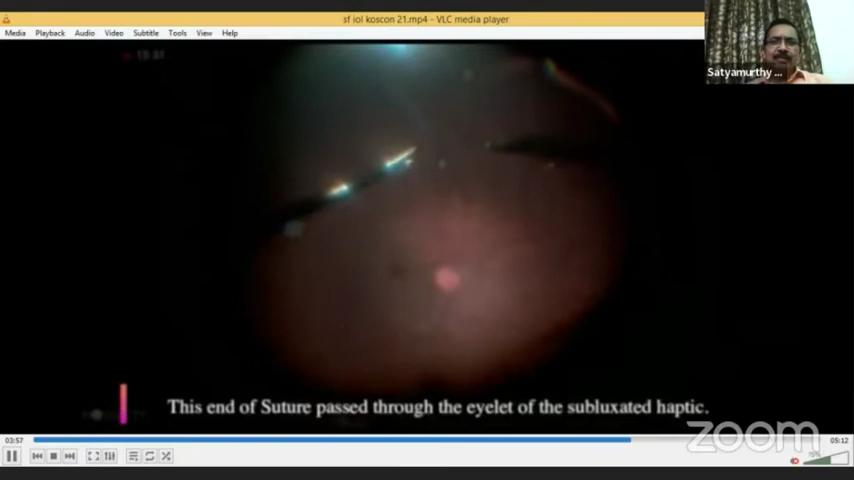 sf iol koscon 21.mp4 - VLC media player
Media Playback Audio Video Subtitle Tools View Help
Satyamurthy ...
This end of Suture passed through the eyelet of the subluxated haptic.
03:57
05:12
zoom